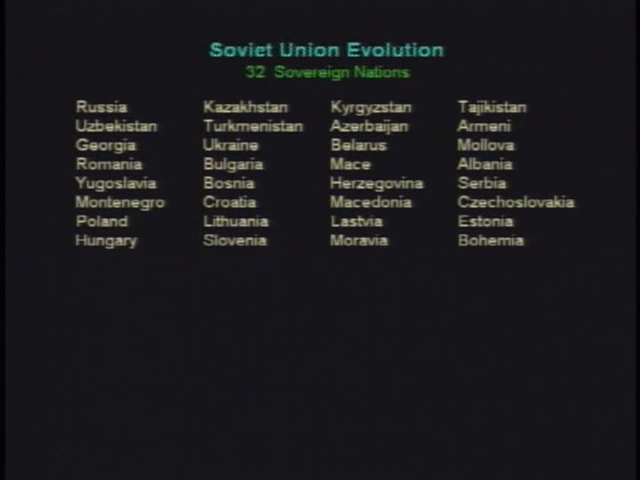 Soviet Union Evolution
32 Sovereign Nations
Russia Kazakhstan Kyrgyzstan Tajikistan
Uzbekistan Turkmenistan Azerbaijan Armeni
Georgia Ukraine Belarus Mollova
Romania Bulgaria Mace Albania
Yugoslavia Bosnia Herzegovina Serbia
Montenegro Croatia Macedonia Czechoslovakia
Poland Lithuania Lastvia Estonia
Hungary Slovenia Moravia Bohemia